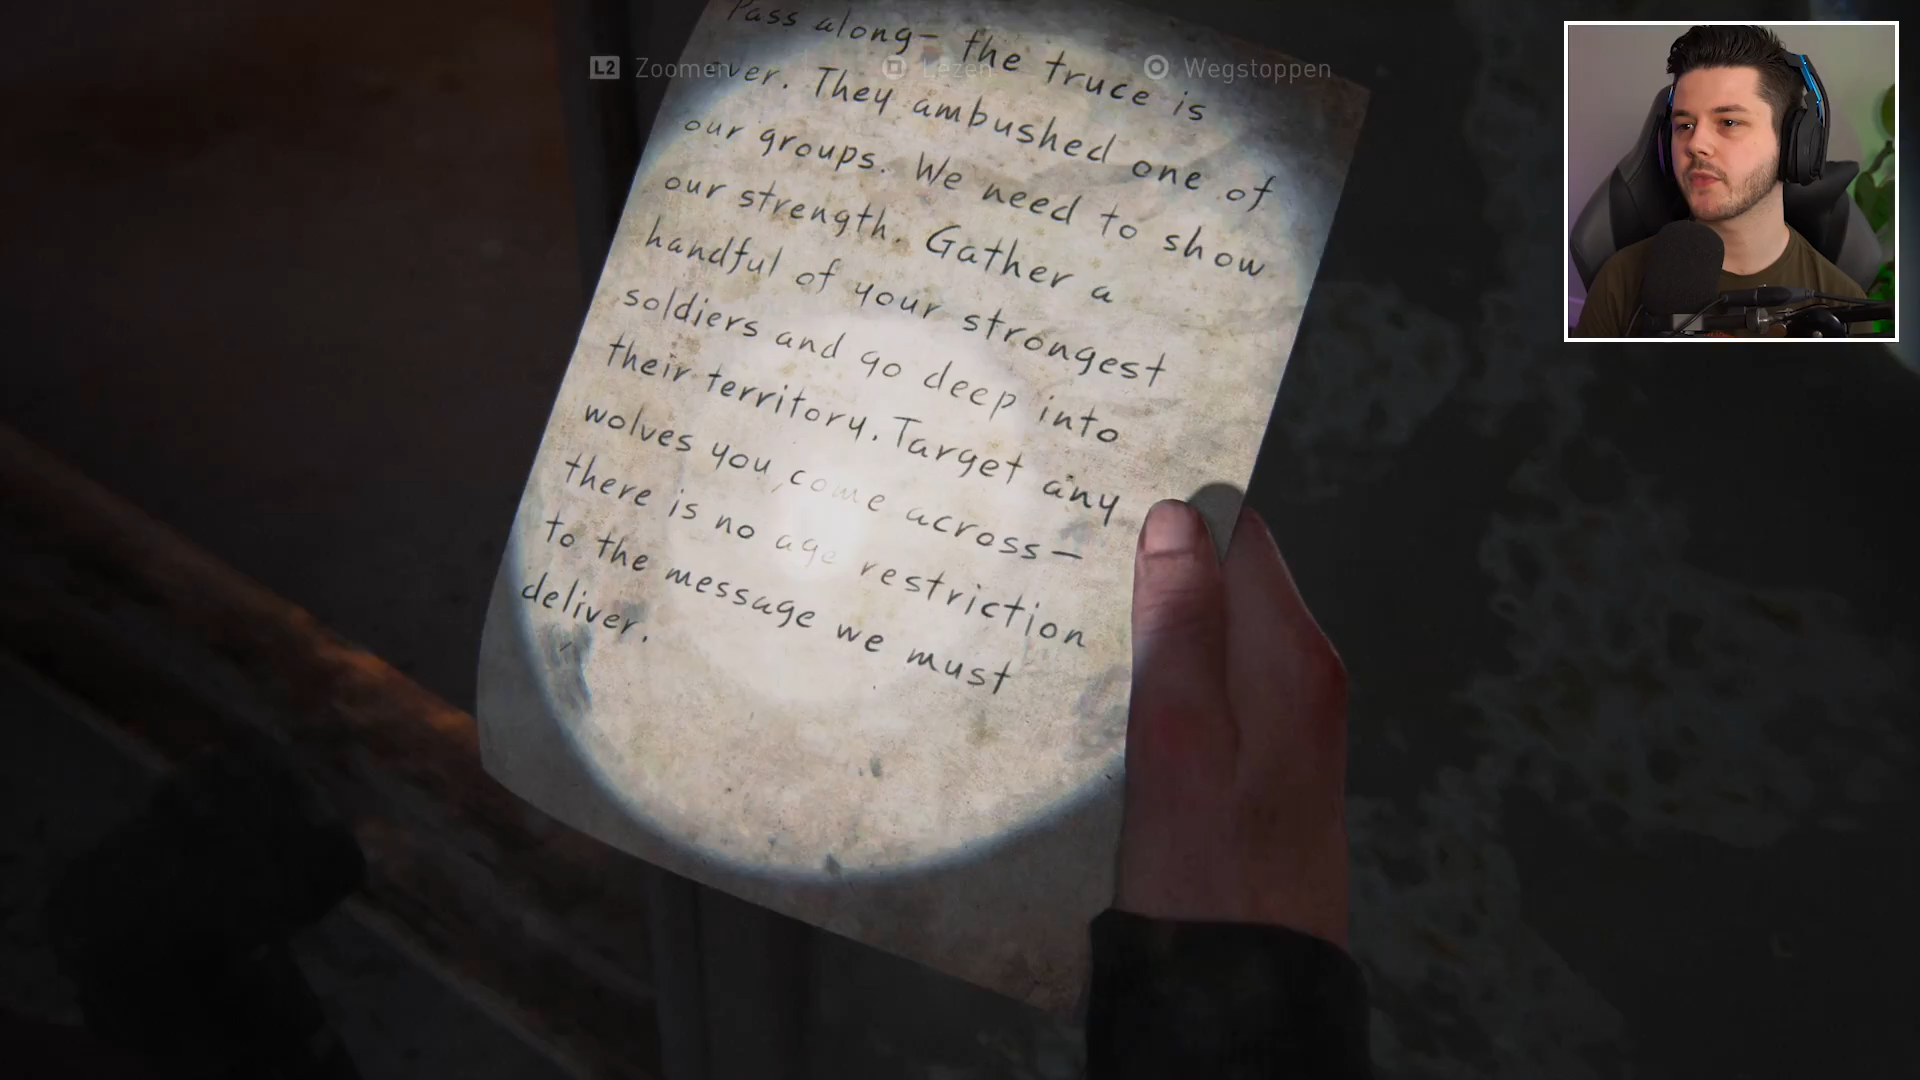 Pass along- the truce is
over. They ambushed one of
our groups. We need to show
our strength. Gather a
handful of your strongest
soldiers and go deep into
their territory. Target any
wolves you come across—
there is no age restriction
to the message we must
deliver.
L2 Zoomen Lezen Wegstoppen